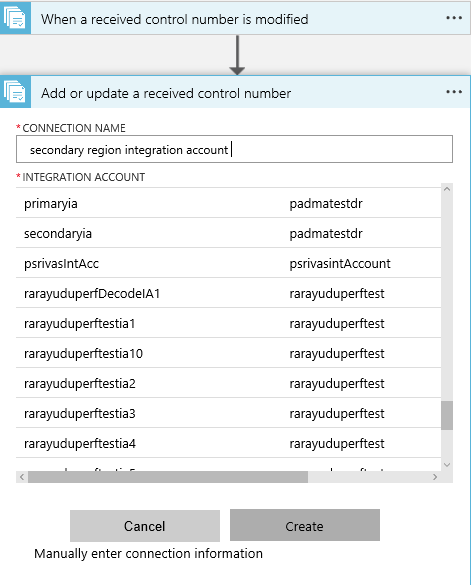 When a received control number is modified
Add or update a received control number
*CONNECTION NAME
secondary region integration account
*INTEGRATION ACCOUNT
primaryia padmatestdr
secondaryia padmatestdr
psrivasIntAcc psrivasintAccount
rarayuduperfDecodeIA1 rarayuduperftest
rarayuduperftestia1 rarayuduperftest
rarayuduperftestia10 rarayuduperftest
rarayuduperftestia2 rarayuduperftest
rarayuduperftestia3 rarayuduperftest
rarayuduperftestia4 rarayuduperftest
Cancel Create
Manually enter connection information